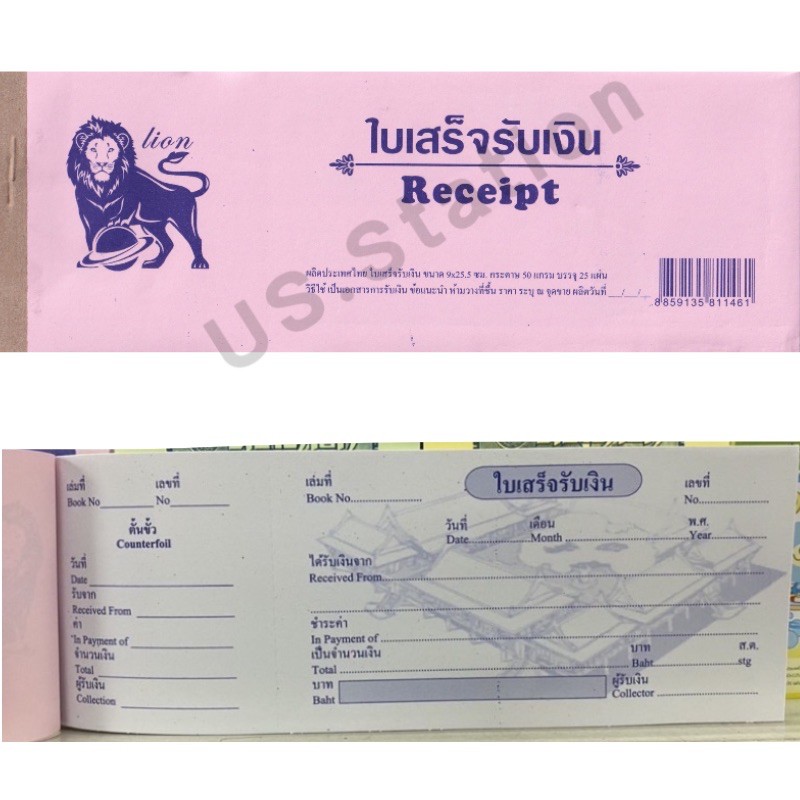 lion
ใบเสร็จรับเงิน
Receipt
ผลิตประเทศไทย ใบเสร็จรับเงิน ขนาด 9x25.5 ซม. กระดาษ 50 แกรม บรรจุ 25 แผ่น
วิธีใช้ เป็นเอกสารการรับเงิน ข้อแนะนำ ห้ามวางที่ชื้น ราคา ระบุ ณ จุดขาย ผลิตวันที่ __/__/__
8859135811461
US.Station
เล่มที่ เลขที่
Book No No
ต้นขั้ว
Counterfoil
วันที่
Date
รับจาก
Received From
ค่า
In Payment of
จำนวนเงิน
Total
ผู้รับเงิน
Collection
เล่มที่ ใบเสร็จรับเงิน เลขที่
Book No. No.
วันที่ เดือน พ.ศ.
Date Month Year
ได้รับเงินจาก
Received From
ชำระค่า
In Payment of
เป็นจำนวนเงิน บาท ส.ต.
Total Baht stg
บาท ผู้รับเงิน
Baht Collector